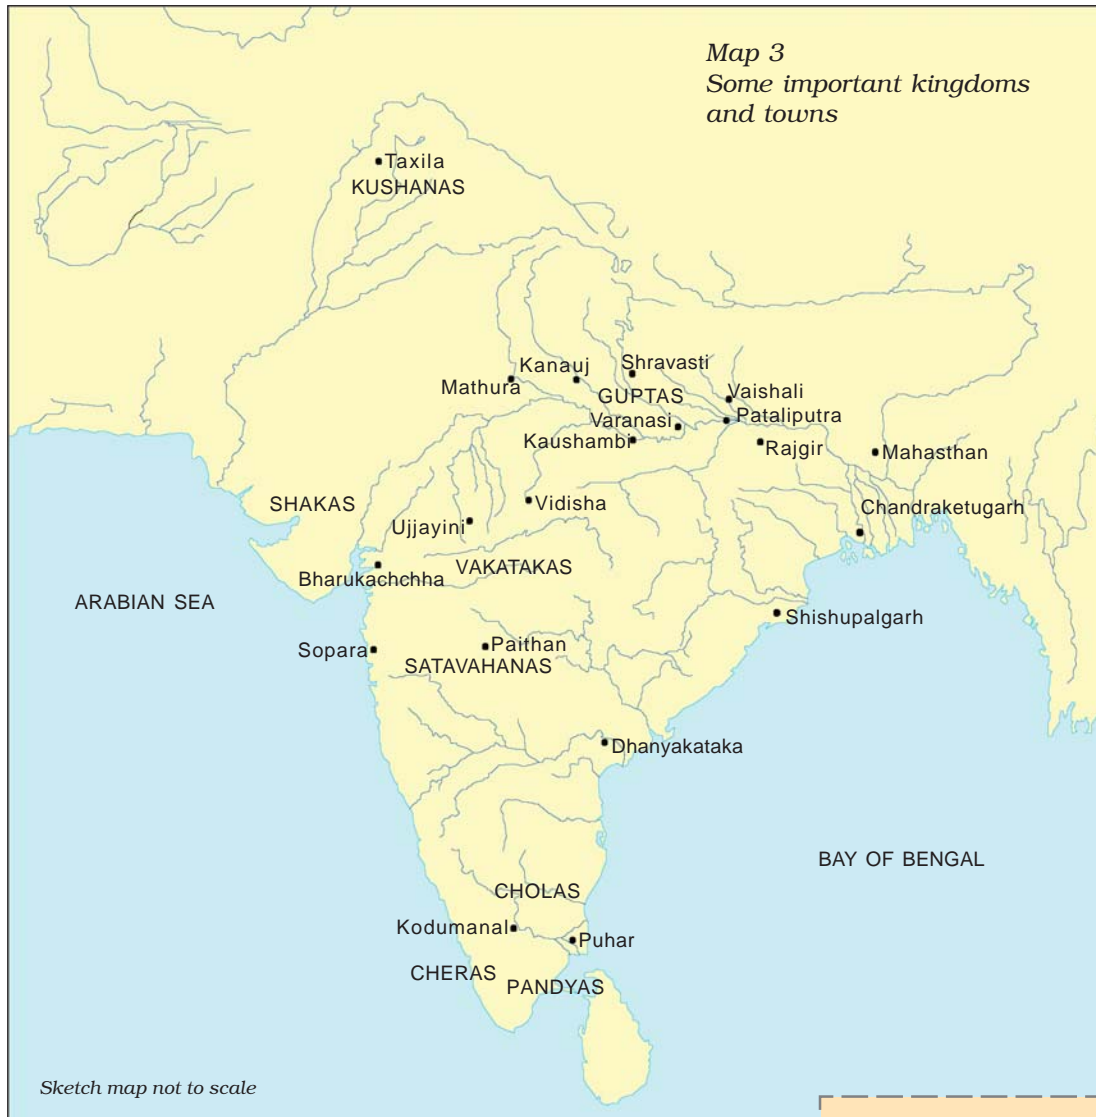 Map 3
Some important kingdoms
and towns
Taxila
KUSHANAS
Kanauj
Shravasti
Mathura
GUPTAS
Vaishali
Varanasi
Pataliputra
Kaushambi
Rajgir
Mahasthan
SHAKAS
Vidisha
Chandraketugarh
Ujjayini
VAKATAKAS
Bharukachchha
ARABIAN SEA
Shishupalgarh
Sopara
Paithan
SATAVAHANAS
Dhanyakataka
BAY OF BENGAL
CHOLAS
Kodumanal
Puhar
CHERAS
PANDYAS
Sketch map not to scale